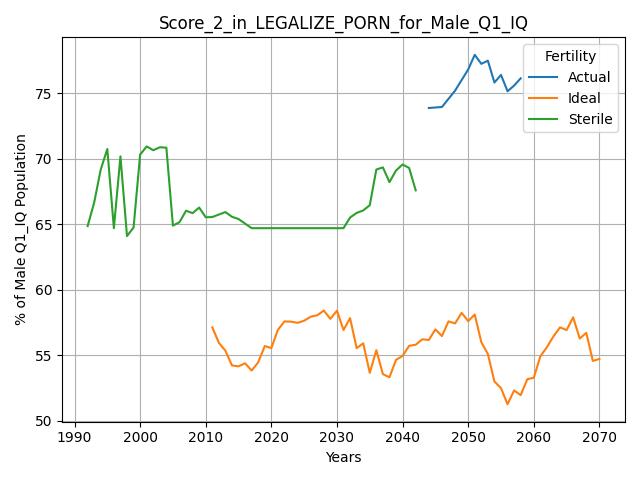 Score_2_in_LEGALIZE_PORN_for_Male_Q1_IQ
Fertility
Actual
Ideal
Sterile
% of Male Q1_IQ Population
75
70
65
60
55
50
1990 2000 2010 2020 2030 2040 2050 2060 2070
Years